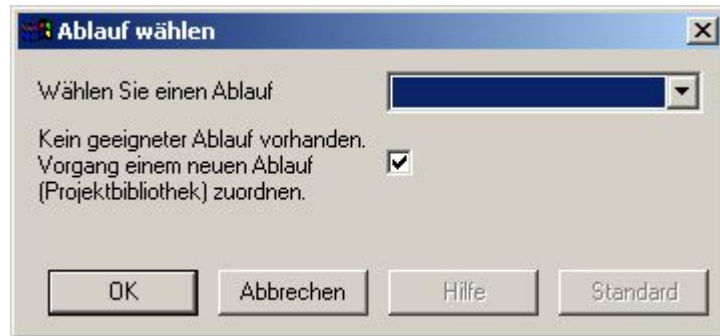 Ablauf wählen
Wählen Sie einen Ablauf
Kein geeigneter Ablauf vorhanden.
Vorgang einem neuen Ablauf
(Projektbibliothek) zuordnen.
OK Abbrechen Hilfe Standard